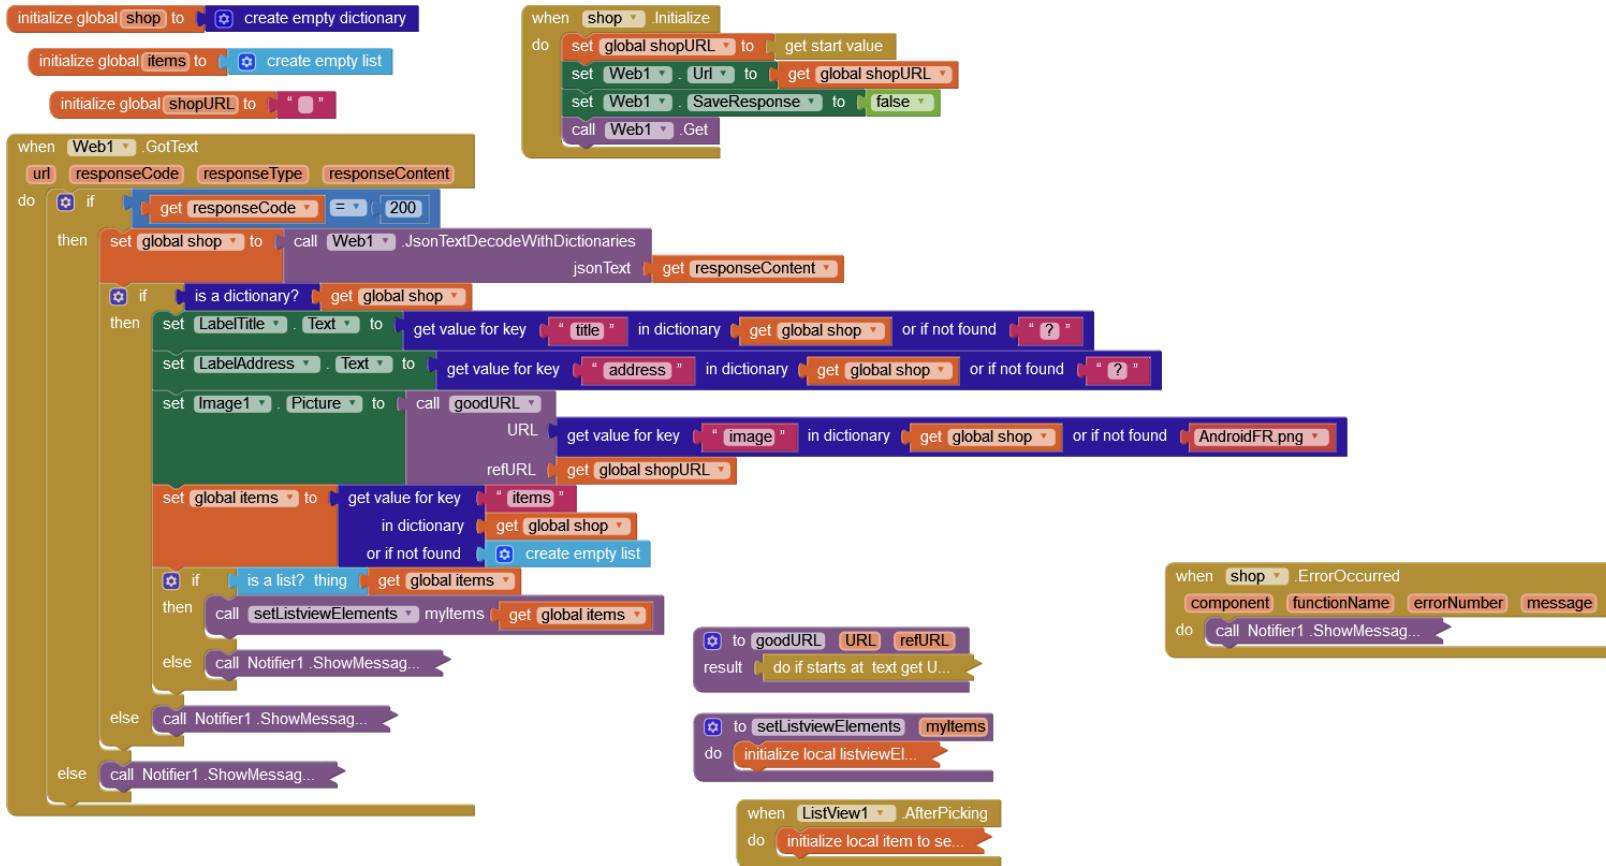 initialize global shop to create empty dictionary
initialize global items to create empty list
initialize global shopURL to “ ”
when shop .Initialize
do set global shopURL to get start value
set Web1 . Url to get global shopURL
set Web1 . SaveResponse to false
call Web1 .Get
when Web1 .GotText
url responseCode responseType responseContent
do if get responseCode = 200
then set global shop to call Web1 .JsonTextDecodeWithDictionaries
jsonText get responseContent
if is a dictionary? get global shop
then set LabelTitle . Text to get value for key “ title ” in dictionary get global shop or if not found “ ? ”
set LabelAddress . Text to get value for key “ address ” in dictionary get global shop or if not found “ ? ”
set Image1 . Picture to call goodURL
URL get value for key “ image ” in dictionary get global shop or if not found AndroidFR.png
refURL get global shopURL
set global items to get value for key “ items ”
in dictionary get global shop
or if not found create empty list
if is a list? thing get global items
then call setListviewElements myItems get global items
else call Notifier1 .ShowMessag...
else call Notifier1 .ShowMessag...
else call Notifier1 .ShowMessag...
when shop .ErrorOccurred
component functionName errorNumber message
do call Notifier1 .ShowMessag...
to goodURL URL refURL
result do if starts at text get U...
to setListviewElements myItems
do initialize local listviewEl...
when ListView1 .AfterPicking
do initialize local item to se...